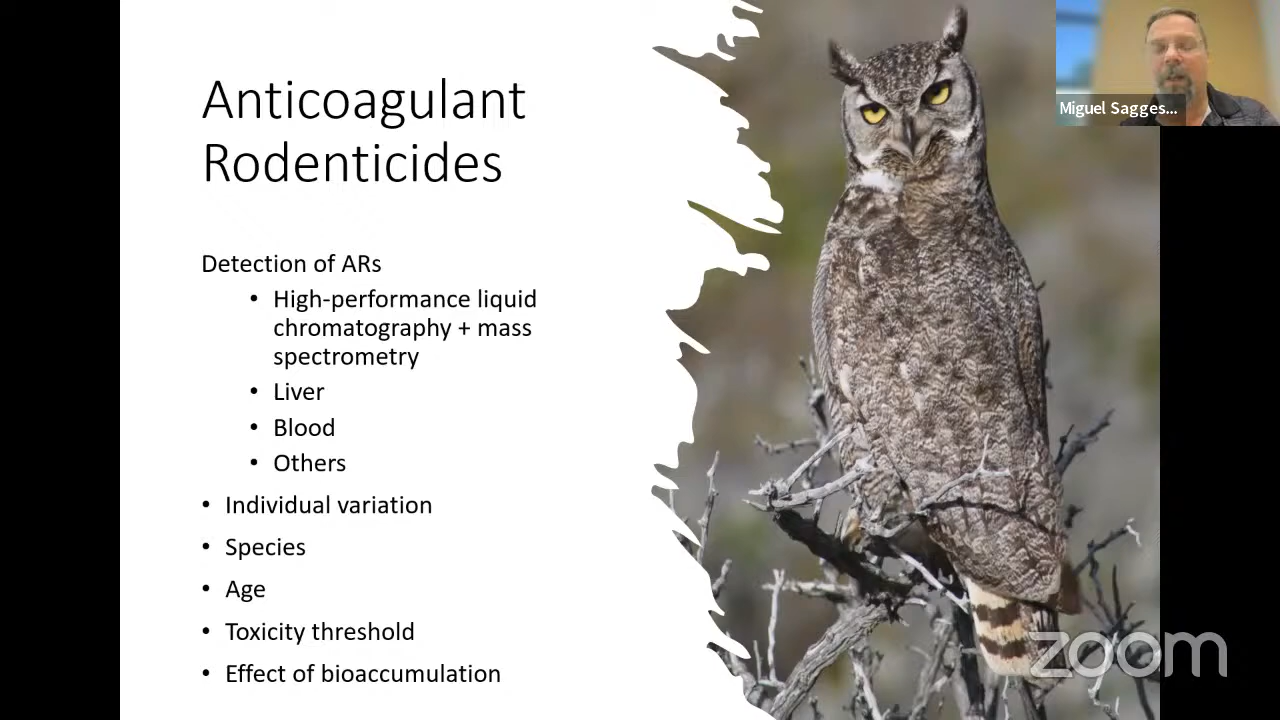 Anticoagulant
Rodenticides
Detection of ARs
• High-performance liquid
chromatography + mass
spectrometry
• Liver
• Blood
• Others
• Individual variation
• Species
• Age
• Toxicity threshold
• Effect of bioaccumulation
Miguel Sagges...
zoom